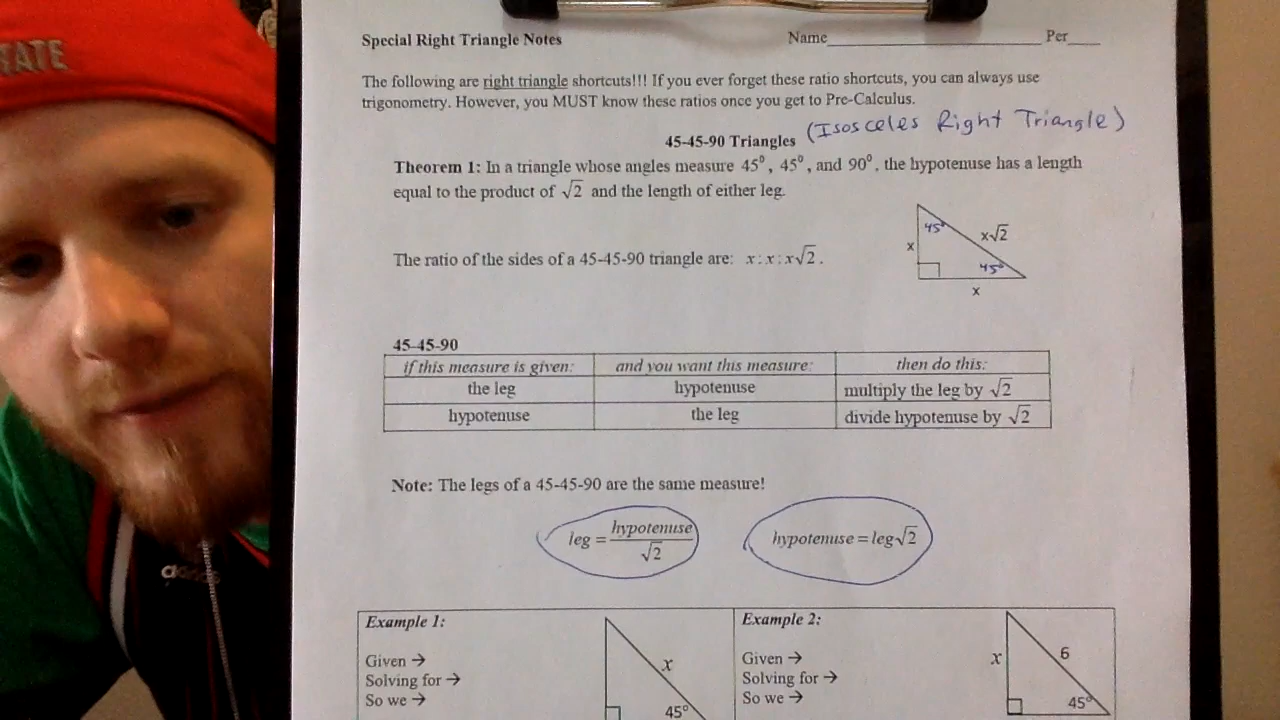 TATE
Special Right Triangle Notes Name____ Per____
The following are right triangle shortcuts!!! If you ever forget these ratio shortcuts, you can always use
trigonometry. However, you MUST know these ratios once you get to Pre-Calculus.
45-45-90 Triangles (Isosceles Right Triangle)
Theorem 1: In a triangle whose angles measure 45⁰, 45⁰, and 90⁰, the hypotenuse has a length
equal to the product of √2 and the length of either leg.
45°
x
x√2
45°
x
The ratio of the sides of a 45-45-90 triangle are: x : x : x√2.
45-45-90
if this measure is given: and you want this measure: then do this:
the leg hypotenuse multiply the leg by √2
hypotenuse the leg divide hypotenuse by √2
Note: The legs of a 45-45-90 are the same measure!
leg = hypotenuse/√2 hypotenuse = leg√2
adidas
Example 1:
Given →
Solving for →
So we →
x
45°
Example 2:
Given →
Solving for →
So we →
x
6
45°